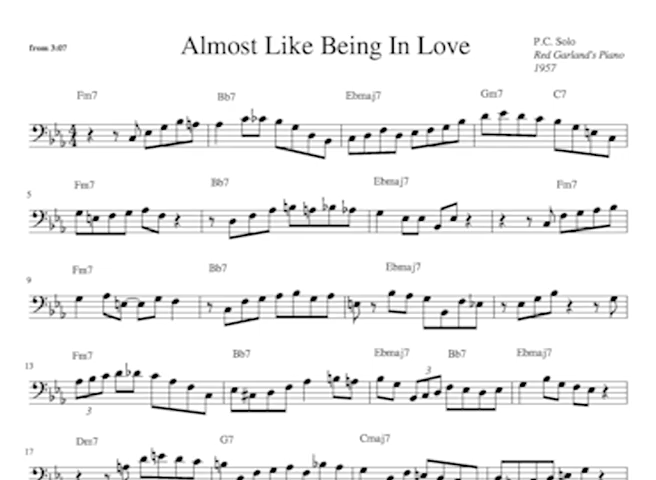 from 3:07
Almost Like Being In Love
P.C. Solo
Red Garland's Piano
1957
Fm7 Bb7 Ebmaj7 Gm7 C7
4
4
5
Fm7 Bb7 Ebmaj7 Fm7
9
Fm7 Bb7 Ebmaj7
13
Fm7 Bb7 Ebmaj7 Bb7 Ebmaj7
3 3
17
Dm7 G7 Cmaj7